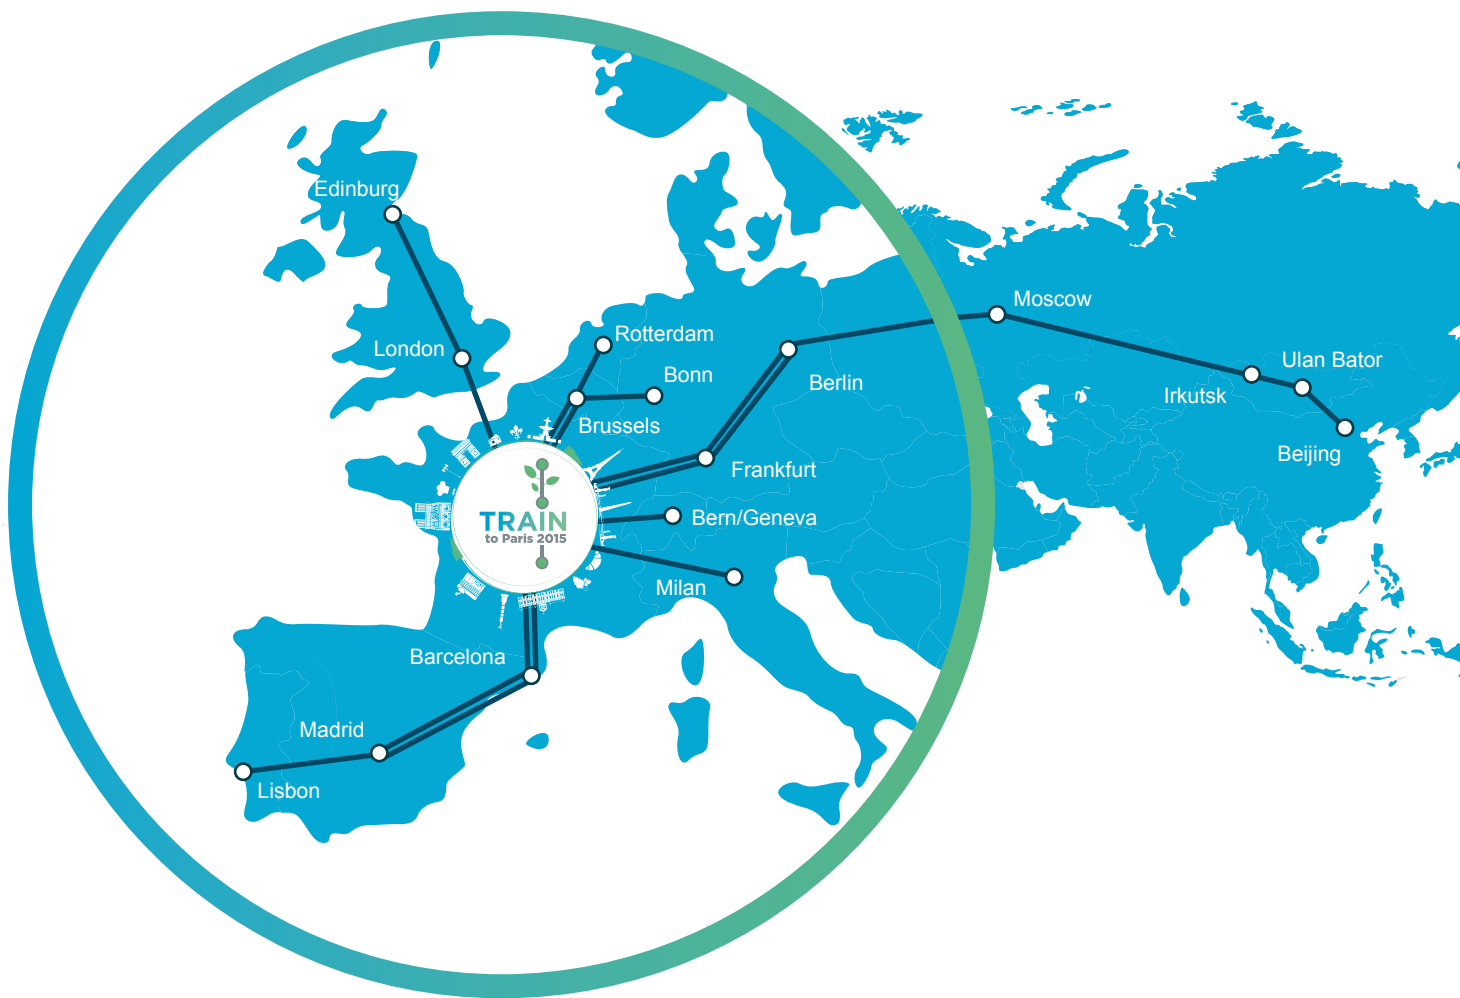 Edinburg
Moscow
London
Rotterdam
Ulan Bator
Bonn
Berlin
Irkutsk
Brussels
Beijing
Frankfurt
TRAIN
to Paris 2015
Bern/Geneva
Milan
Barcelona
Madrid
Lisbon